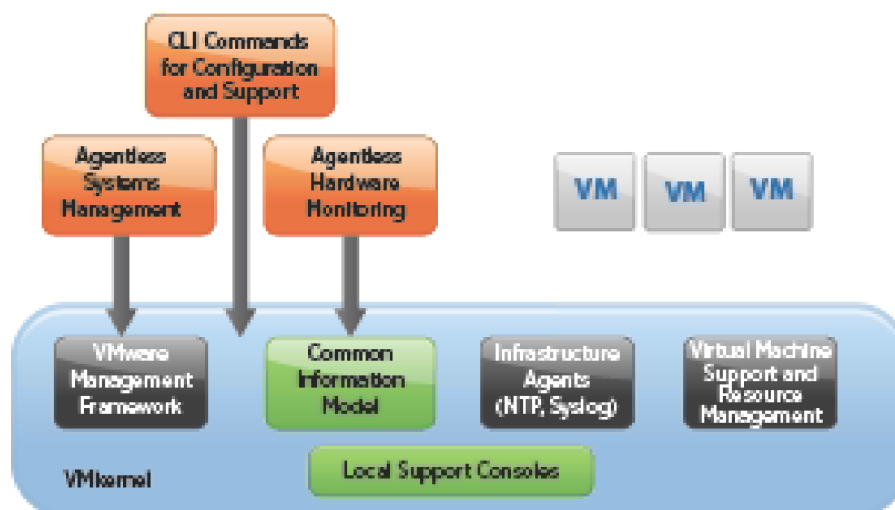 CLI Commands
for Configuration
and Support
Agentless
Systems
Management
Agentless
Hardware
Monitoring
VM
VM
VM
VMware
Management
Framework
Common
Information
Model
Infrastructure
Agents
(NTP, Syslog)
Virtual Machine
Support and
Resource
Management
Local Support Consoles
VMkernel